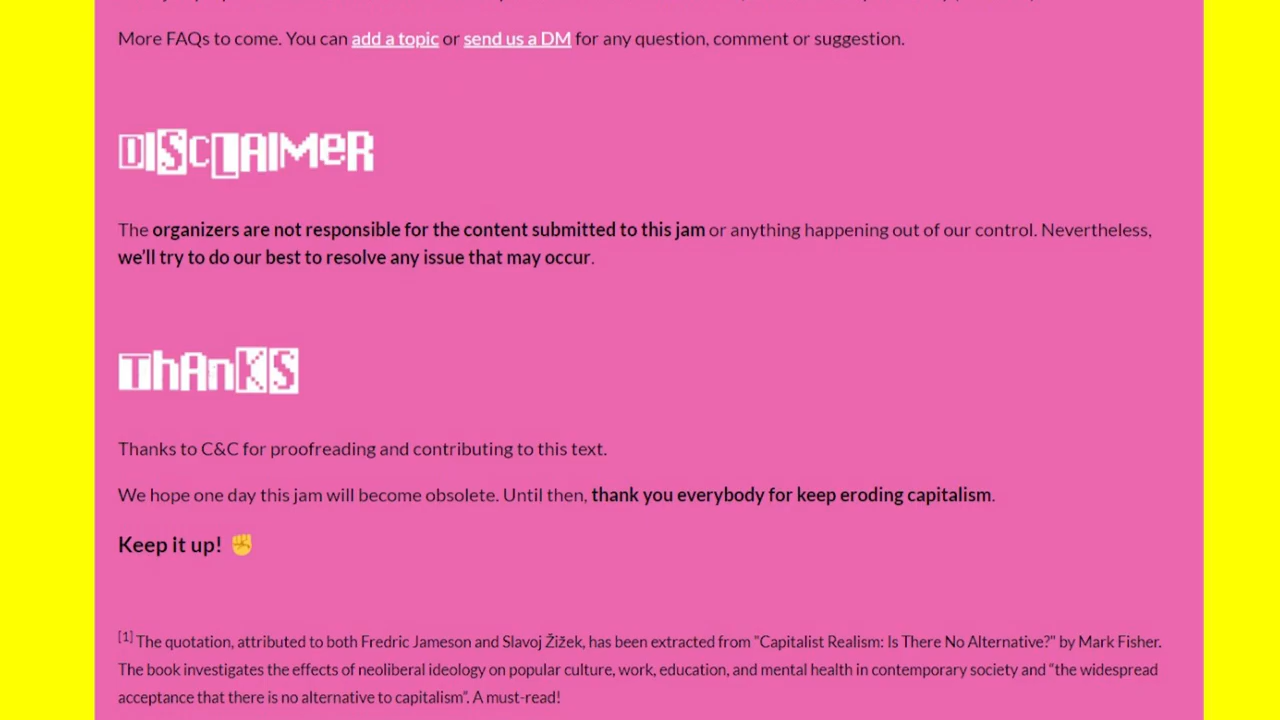 More FAQs to come. You can add a topic or send us a DM for any question, comment or suggestion.
DISCLAIMeR
The organizers are not responsible for the content submitted to this jam or anything happening out of our control. Nevertheless,
we'll try to do our best to resolve any issue that may occur.
ThAnKS
Thanks to C&C for proofreading and contributing to this text.
We hope one day this jam will become obsolete. Until then, thank you everybody for keep eroding capitalism.
Keep it up! ✊
[1] The quotation, attributed to both Fredric Jameson and Slavoj Žižek, has been extracted from "Capitalist Realism: Is There No Alternative?" by Mark Fisher.
The book investigates the effects of neoliberal ideology on popular culture, work, education, and mental health in contemporary society and “the widespread
acceptance that there is no alternative to capitalism”. A must-read!